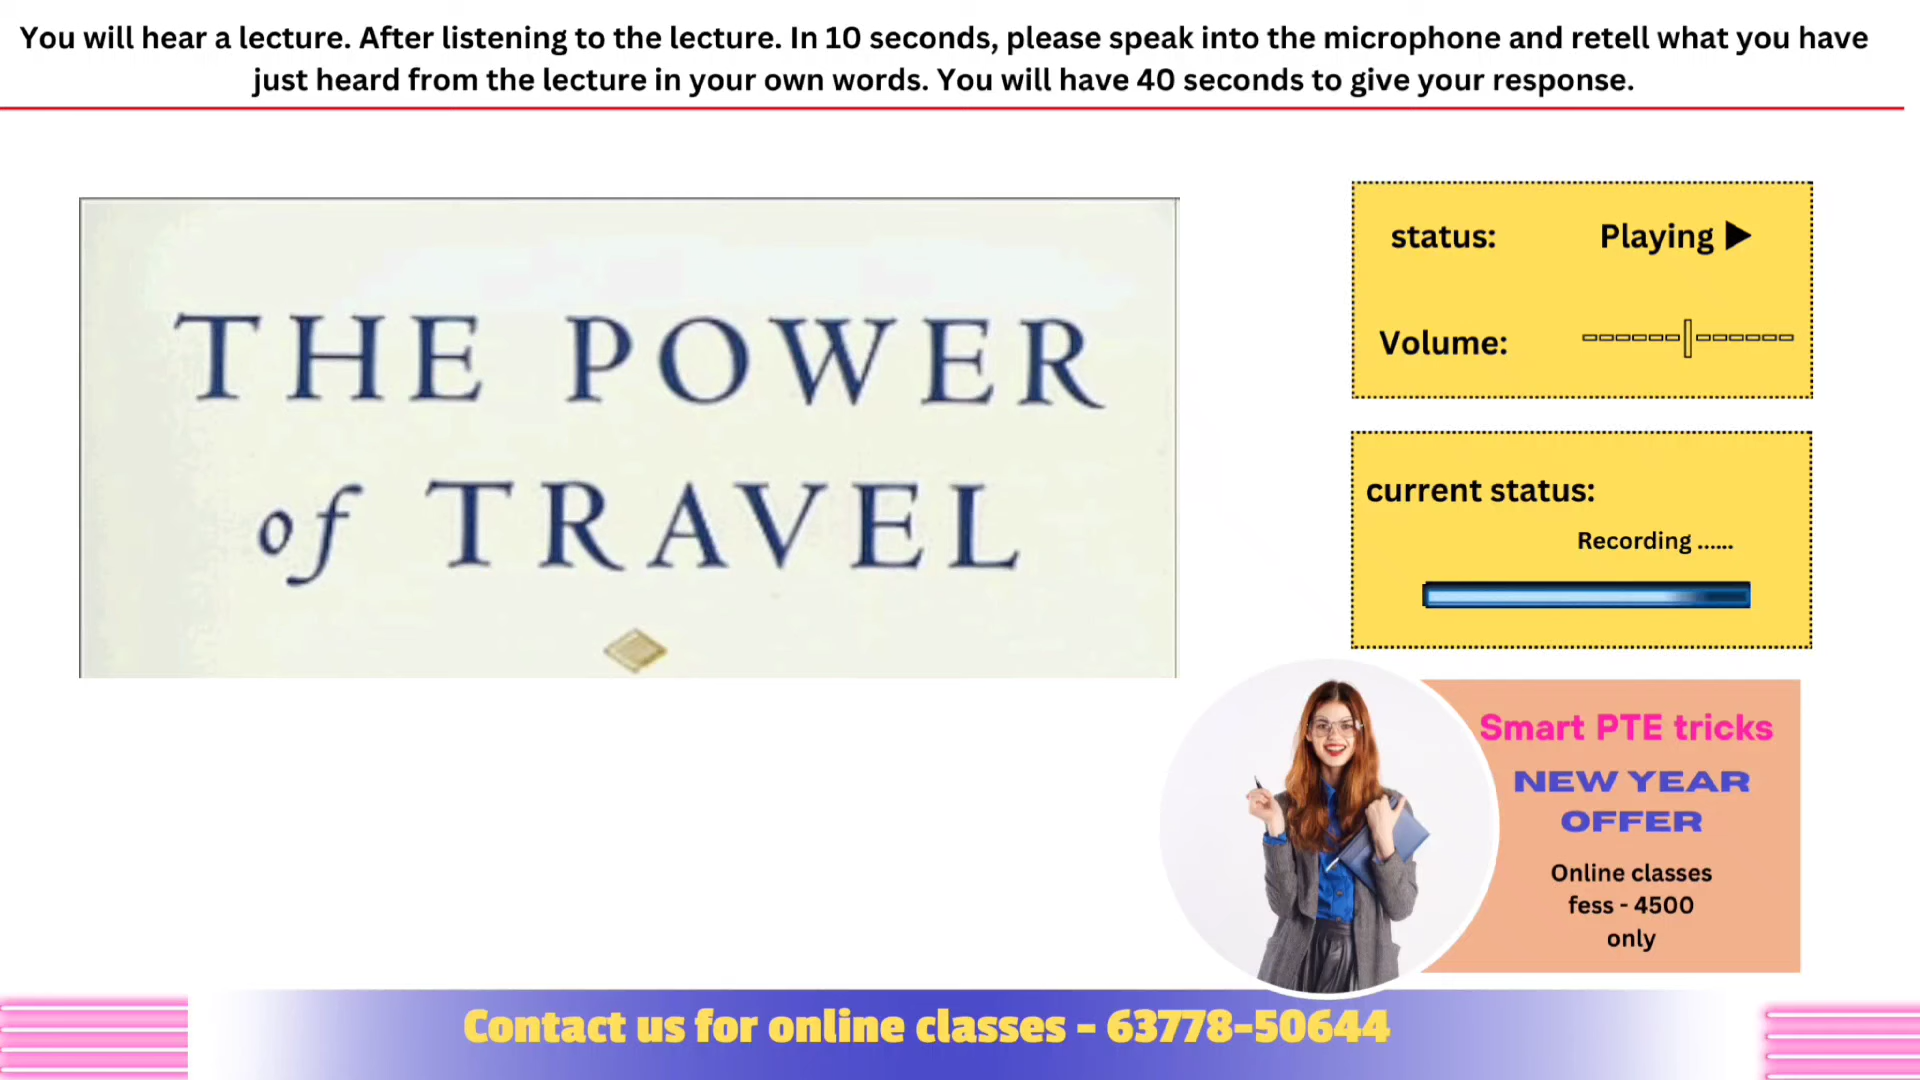 You will hear a lecture. After listening to the lecture. In 10 seconds, please speak into the microphone and retell what you have
just heard from the lecture in your own words. You will have 40 seconds to give your response.
THE POWER
of TRAVEL
status: Playing
Volume:
current status:
Recording ......
Smart PTE tricks
NEW YEAR
OFFER
Online classes
fess - 4500
only
Contact us for online classes - 63778-50644